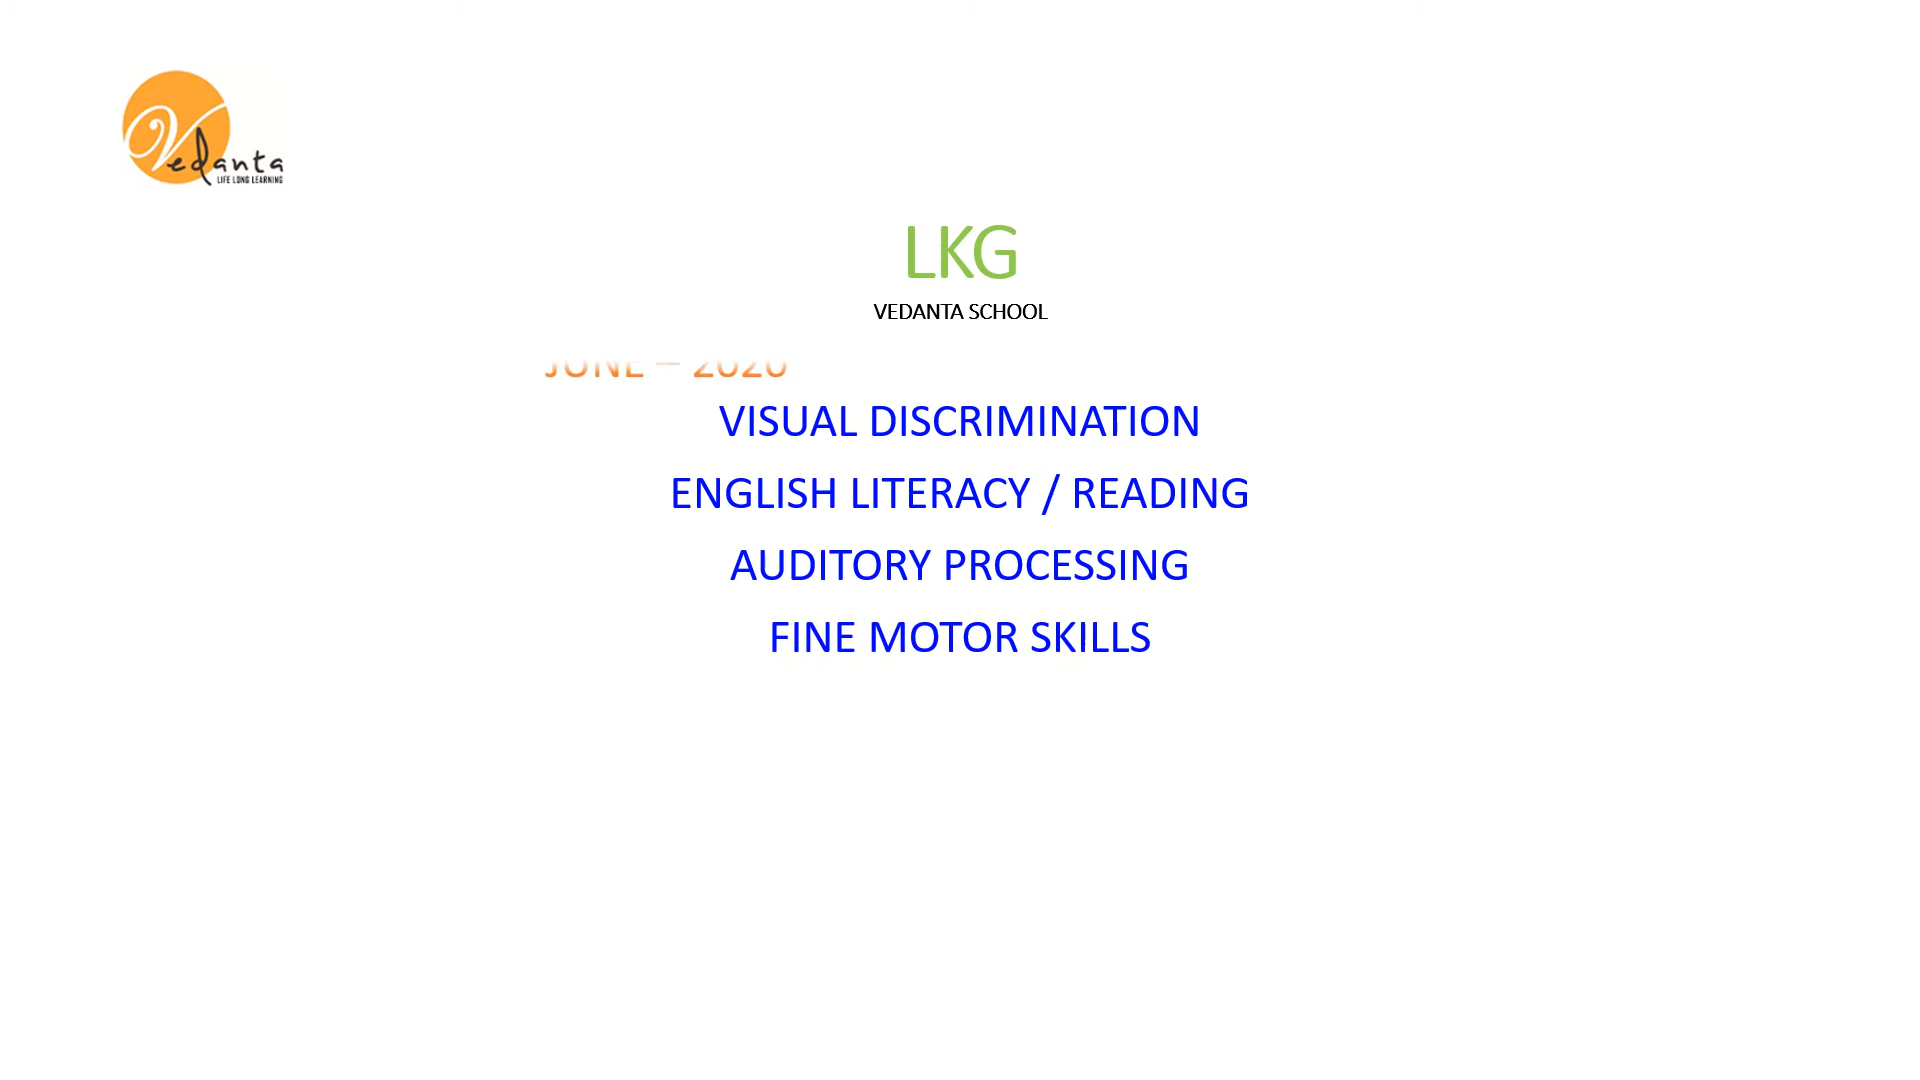 Vedanta
LIFE LONG LEARNING
LKG
VEDANTA SCHOOL
JUNE – 2020
VISUAL DISCRIMINATION
ENGLISH LITERACY / READING
AUDITORY PROCESSING
FINE MOTOR SKILLS